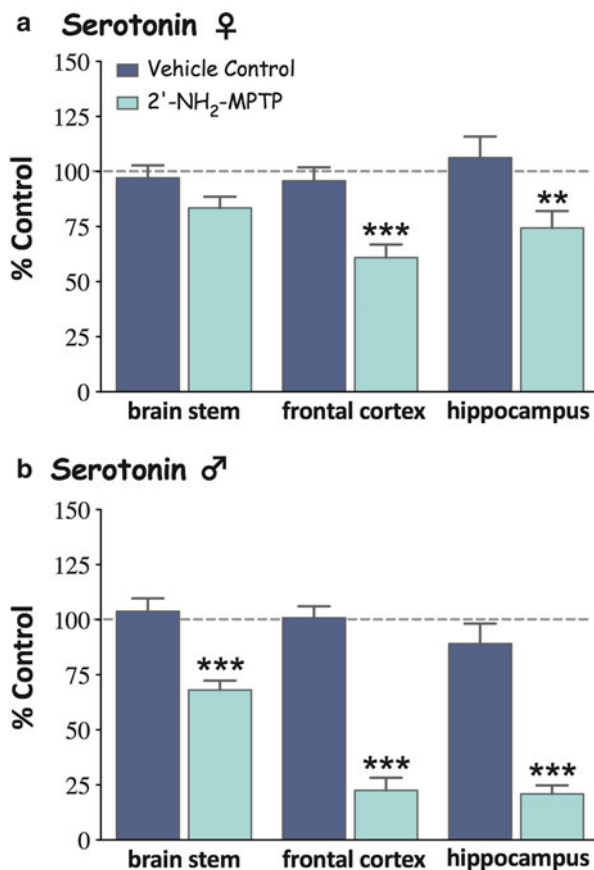 a Serotonin ♀
150
Vehicle Control
2'-NH₂-MPTP
125
100
75
50
25
0
% Control
***
**
brain stem frontal cortex hippocampus
b Serotonin ♂
150
125
100
75
50
25
0
% Control
***
***
***
brain stem frontal cortex hippocampus